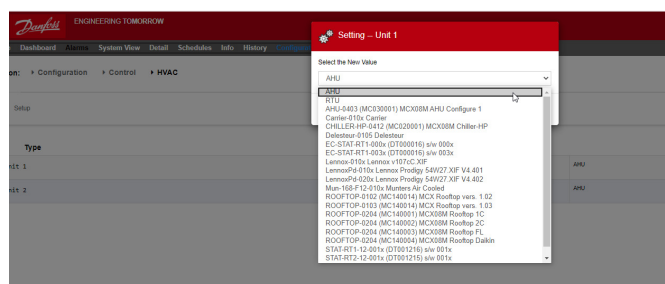 Danfoss ENGINEERING TOMORROW
Setting -- Unit 1
Dashboard Alarms System View Detail Schedules Info History
Select the New Value
on: Configuration Control HVAC
AHU
AHU
RTU
Setup
AHU-0403 (MC030001) MCX08M AHU Configure 1
Carrier-010x Carrier
CHILLER-HP-0412 (MC020001) MCX08M Chiller-HP
Delesteur-0105 Delesteur
EC-STAT-RT1-000x (DT000016) s/w 000x
Type
EC-STAT-RT1-003x (DT000016) s/w 003x
Lennox-010x Lennox v107cC.XIF
nit 1
AHU
LennoxPd-010x Lennox Prodigy 54W27.XIF V4.401
LennoxPd-020x Lennox Prodigy 54W27.XIF V4.402
Mun-168-F12-010x Munters Air Cooled
nit 2
AHU
ROOFTOP-0102 (MC140014) MCX Rooftop vers. 1.02
ROOFTOP-0103 (MC140014) MCX Rooftop vers. 1.03
ROOFTOP-0204 (MC140001) MCX08M Rooftop 1C
ROOFTOP-0204 (MC140002) MCX08M Rooftop 2C
ROOFTOP-0204 (MC140003) MCX08M Rooftop FL
ROOFTOP-0204 (MC140004) MCX08M Rooftop Daikin
STAT-RT1-12-001x (DT001216) s/w 001x
STAT-RT2-12-001x (DT001215) s/w 001x